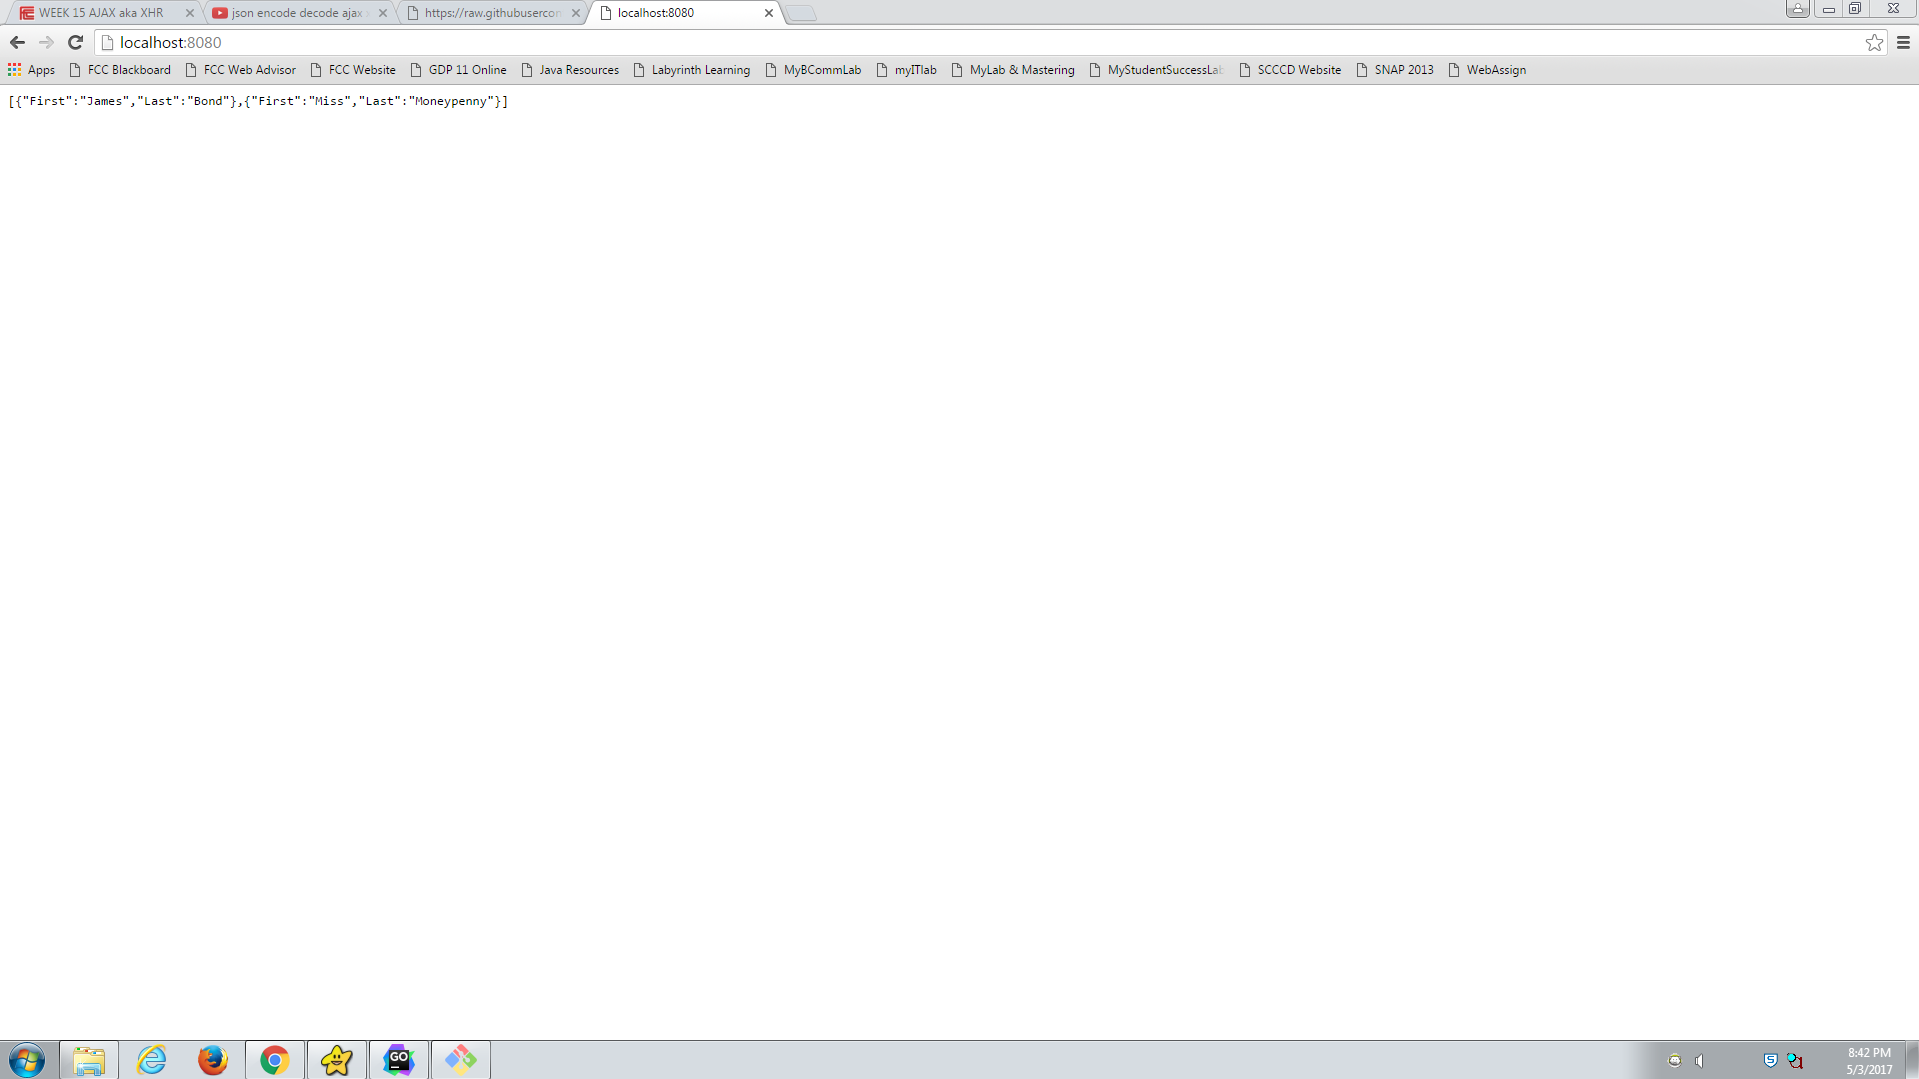 WEEK 15 AJAX aka XHR
json encode decode ajax
https://raw.githubusercon
localhost:8080
localhost:8080
Apps FCC Blackboard FCC Web Advisor FCC Website GDP 11 Online Java Resources Labyrinth Learning MyBCommLab myITlab MyLab & Mastering MyStudentSuccessLab SCCCD Website SNAP 2013 WebAssign
[{"First":"James","Last":"Bond"},{"First":"Miss","Last":"Moneypenny"}]
GO
8:42 PM
5/3/2017